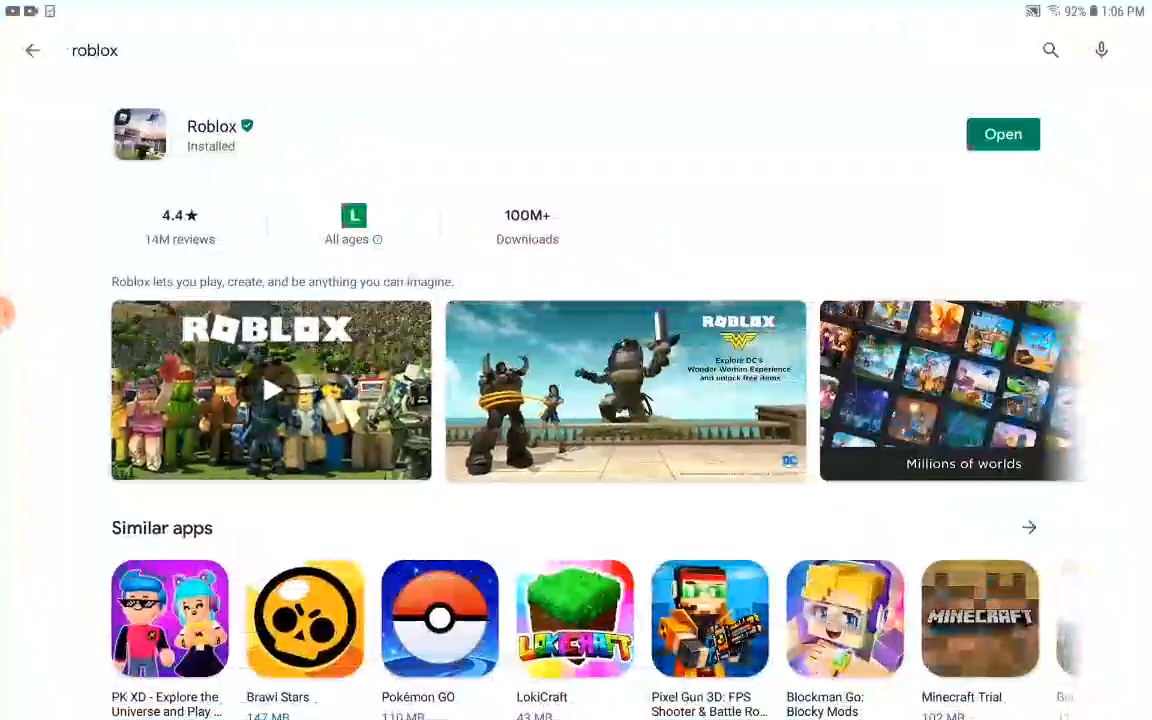 92% 1:06 PM
roblox
Roblox
Installed
Open
4.4★
L
100M+
14M reviews
All ages
Downloads
Roblox lets you play, create, and be anything you can imagine.
ROBLOX
ROBLOX
Explore DC's
Wonder Woman Experience
and unlock free items
DC
Millions of worlds
Similar apps
LOKICRAFT
MINECRAFT
PK XD - Explore the
Universe and Play ...
Brawl Stars
147 MB
Pokémon GO
110 MB
LokiCraft
43 MB
Pixel Gun 3D: FPS
Shooter & Battle Ro...
Blockman Go:
Blocky Mods
Minecraft Trial
102 MB